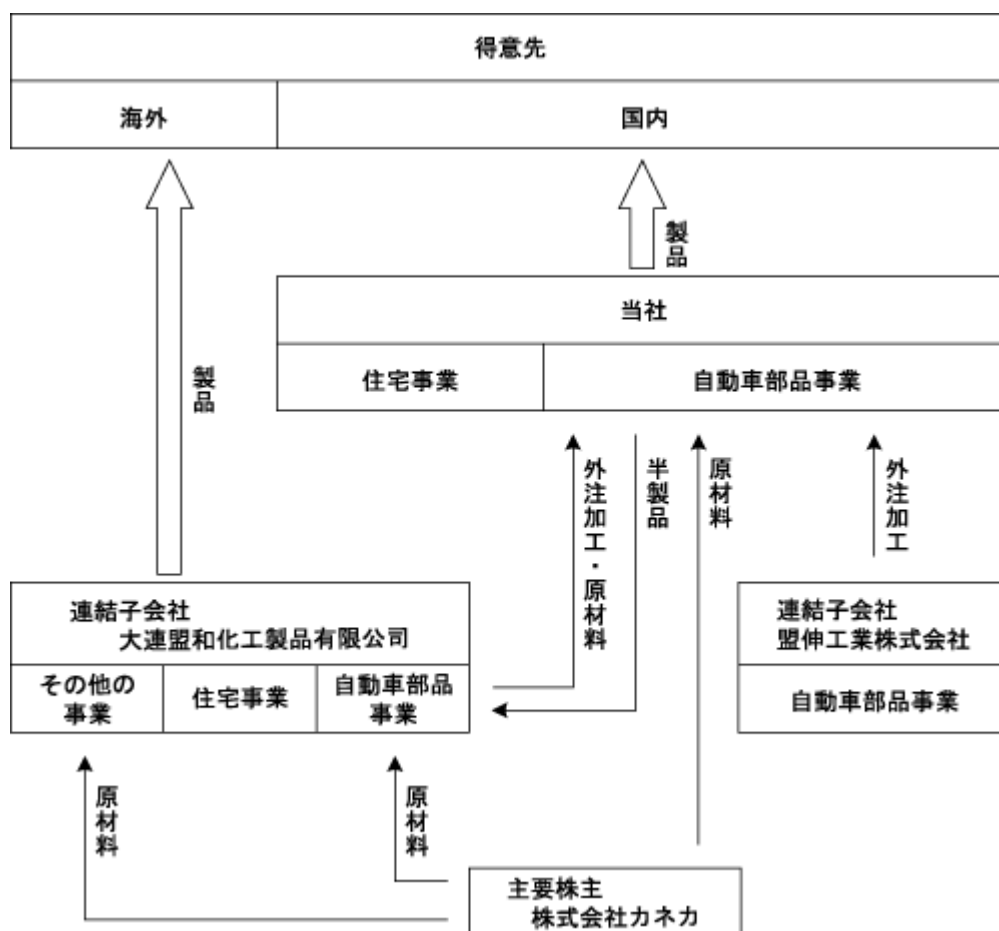 得意先
海外
国内
製品
当社
住宅事業
自動車部品事業
製品
外注加工・原材料
半製品
原材料
外注加工
連結子会社
大連盟和化工製品有限公司
その他の
事業
住宅事業
自動車部品
事業
連結子会社
盟伸工業株式会社
自動車部品事業
原材料
原材料
主要株主
株式会社カネカ